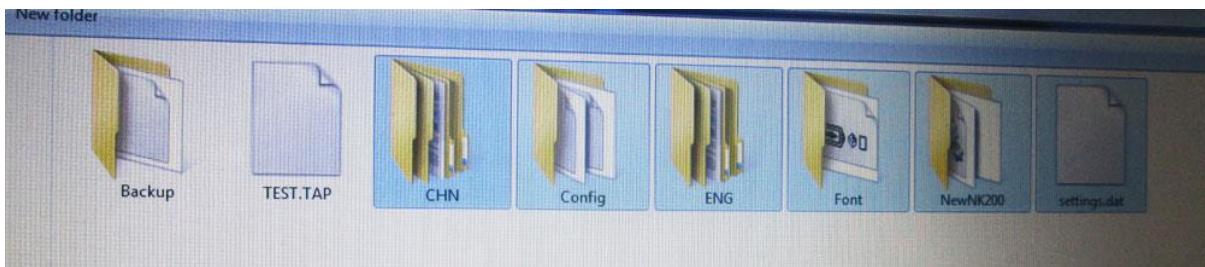 New folder
Backup
TEST.TAP
CHN
Config
ENG
Font
NewNK200
settings.dat